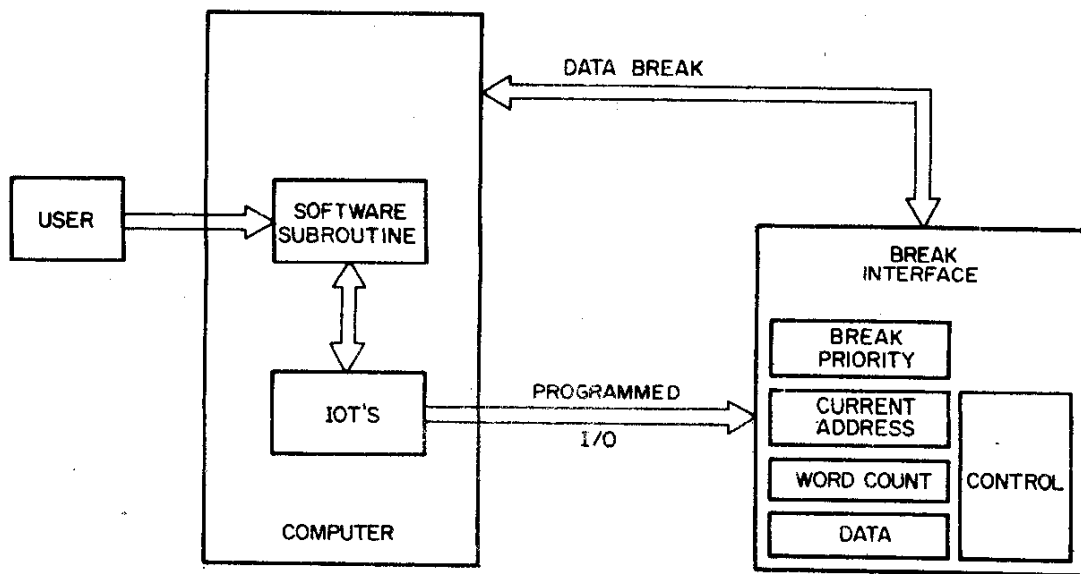 DATA BREAK
USER
SOFTWARE
SUBROUTINE
BREAK
INTERFACE
BREAK
PRIORITY
IOT'S
PROGRAMMED
I/O
CURRENT
ADDRESS
WORD COUNT
CONTROL
DATA
COMPUTER